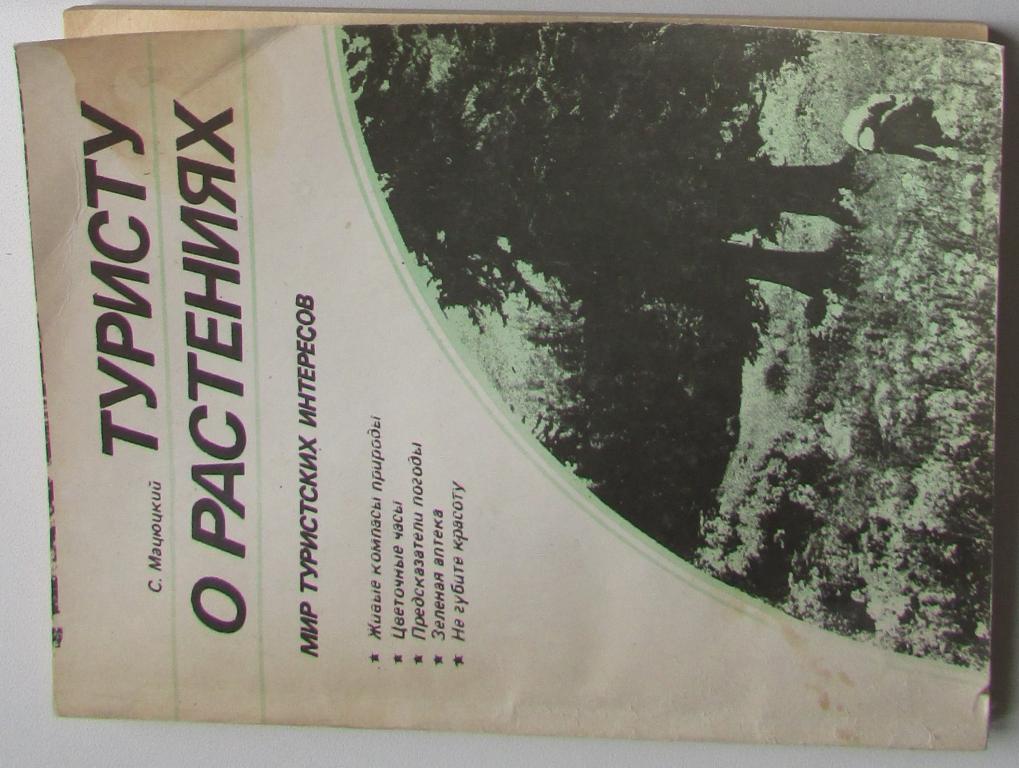 С. Мацюцкий
ТУРИСТУ
О РАСТЕНИЯХ
МИР ТУРИСТСКИХ ИНТЕРЕСОВ
★ Живые компасы природы
★ Цветочные часы
★ Предсказатели погоды
★ Зеленая аптека
★ Не губите красоту